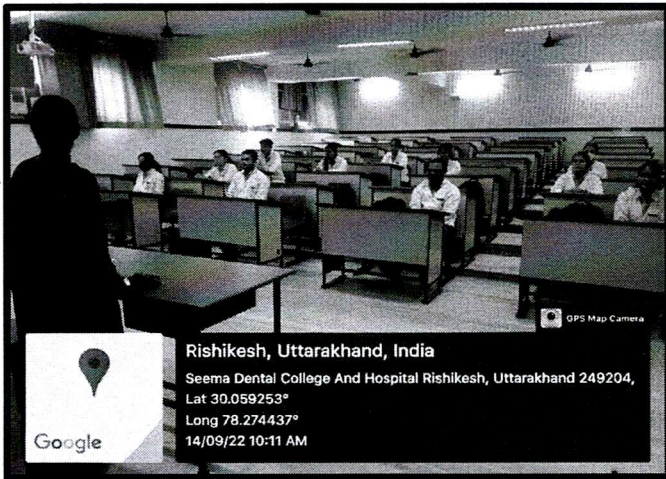 GPS Map Camera
Rishikesh, Uttarakhand, India
Seema Dental College And Hospital Rishikesh, Uttarakhand 249204,
Lat 30.059253°
Long 78.274437°
14/09/22 10:11 AM
Google